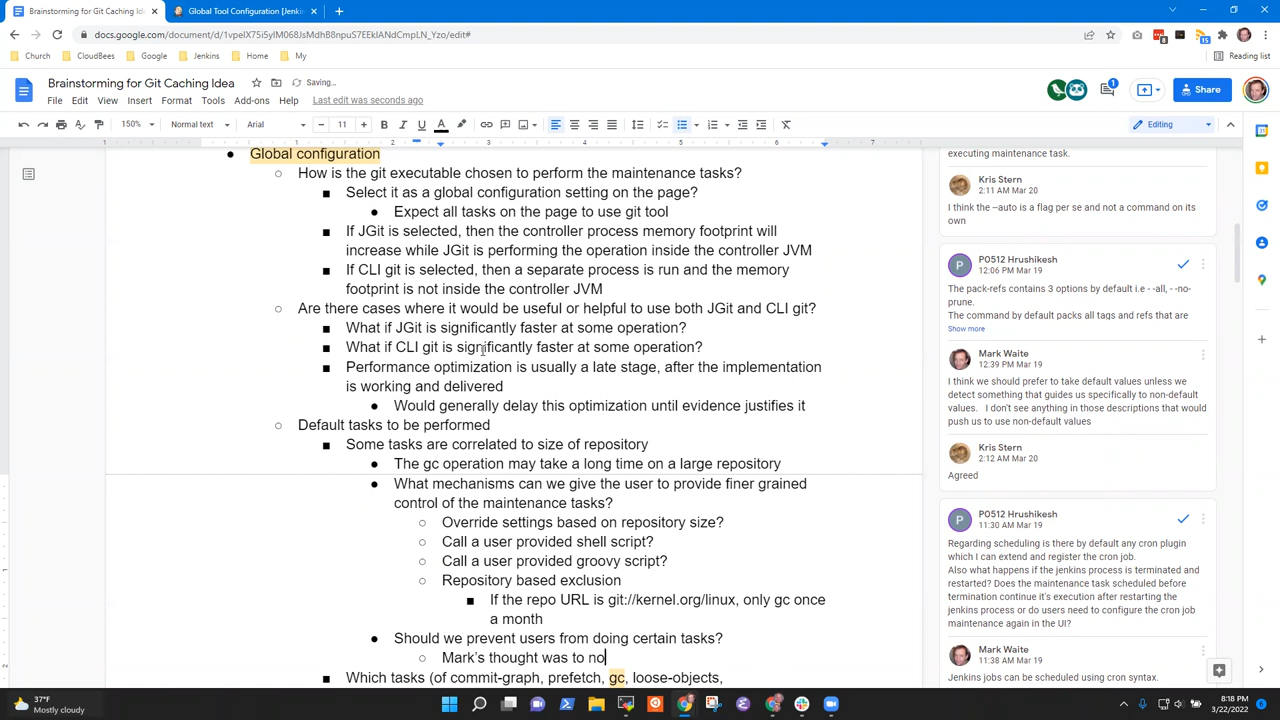 Brainstorming for Git Caching Ide
Global Tool Configuration [Jenkin
docs.google.com/document/d/
Church
CloudBees
Google
Jenkins
Home
My
Reading list
Brainstorming for Git Caching Idea
Saving...
File Edit View Insert Format Tools Add-ons Help Last edit was seconds ago
1
Share
150%
Normal text
Arial
11
Editing
1 1 2 3 4 5 6 7
Global configuration
How is the git executable chosen to perform the maintenance tasks?
Select it as a global configuration setting on the page?
Expect all tasks on the page to use git tool
If JGit is selected, then the controller process memory footprint will
increase while JGit is performing the operation inside the controller JVM
If CLI git is selected, then a separate process is run and the memory
footprint is not inside the controller JVM
Are there cases where it would be useful or helpful to use both JGit and CLI git?
What if JGit is significantly faster at some operation?
What if CLI git is significantly faster at some operation?
Performance optimization is usually a late stage, after the implementation
is working and delivered
Would generally delay this optimization until evidence justifies it
Default tasks to be performed
Some tasks are correlated to size of repository
The gc operation may take a long time on a large repository
What mechanisms can we give the user to provide finer grained
control of the maintenance tasks?
Override settings based on repository size?
Call a user provided shell script?
Call a user provided groovy script?
Repository based exclusion
If the repo URL is git://kernel.org/linux, only gc once
a month
Should we prevent users from doing certain tasks?
Mark's thought was to no
Which tasks (of commit-graph, prefetch, gc, loose-objects,
executing maintenance task.
Kris Stern
2:11 AM Mar 20
I think the --auto is a flag per se and not a command on its
own
P
P0512 Hrushikesh
12:06 PM Mar 19
The pack-refs contains 3 options by default i.e - -all, - -no-
prune.
The command by default packs all tags and refs that are
Show more
Mark Waite
12:39 PM Mar 19
I think we should prefer to take default values unless we
detect something that guides us specifically to non-default
values. I don't see anything in those descriptions that would
push us to use non-default values
Kris Stern
2:12 AM Mar 20
Agreed
P
P0512 Hrushikesh
11:30 AM Mar 19
Regarding scheduling is there by default any cron plugin
which I can extend and register the cron job.
Also what happens if the jenkins process is terminated and
restarted? Does the maintenance task scheduled before
termination continue it's execution after restarting the
jenkins process or do users need to configure the cron job
maintenance again in the UI?
Mark Waite
11:38 AM Mar 19
Jenkins jobs can be scheduled using cron syntax.
37°F
Mostly cloudy
8:18 PM
3/22/2022